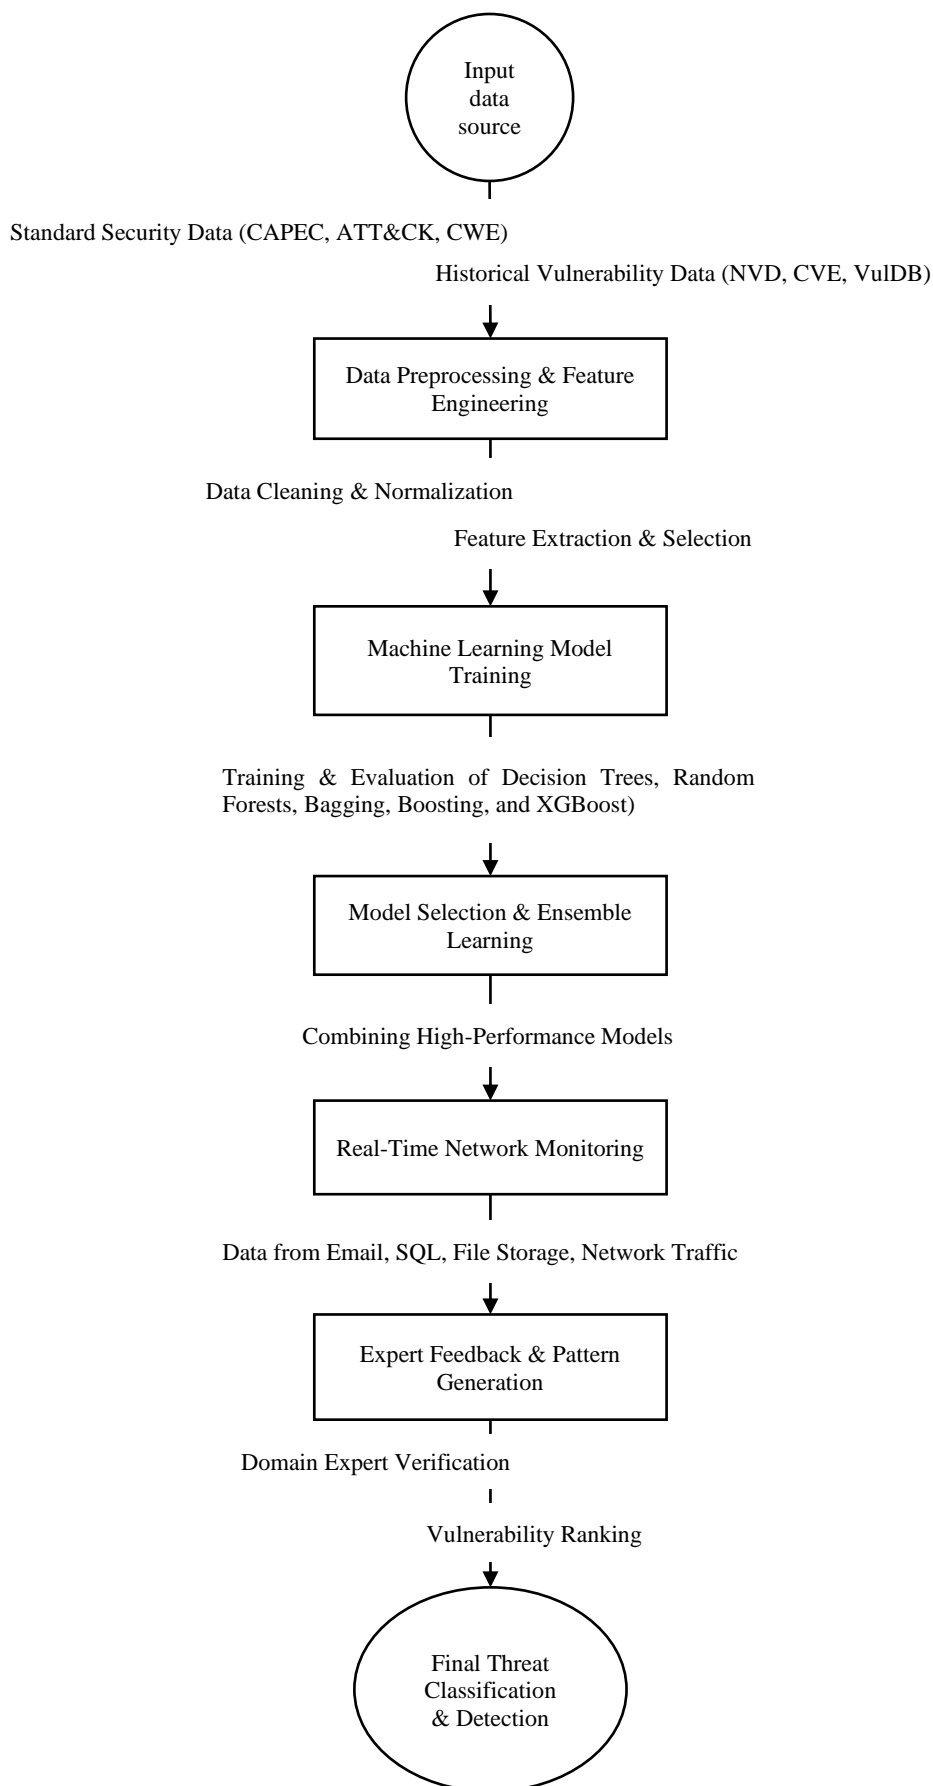 Input
data
source
Standard Security Data (CAPEC, ATT&CK, CWE)
Historical Vulnerability Data (NVD, CVE, VulDB)
Data Preprocessing & Feature
Engineering
Data Cleaning & Normalization
Feature Extraction & Selection
Machine Learning Model
Training
Training & Evaluation of Decision Trees, Random
Forests, Bagging, Boosting, and XGBoost)
Model Selection & Ensemble
Learning
Combining High-Performance Models
Real-Time Network Monitoring
Data from Email, SQL, File Storage, Network Traffic
Expert Feedback & Pattern
Generation
Domain Expert Verification
Vulnerability Ranking
Final Threat
Classification
& Detection